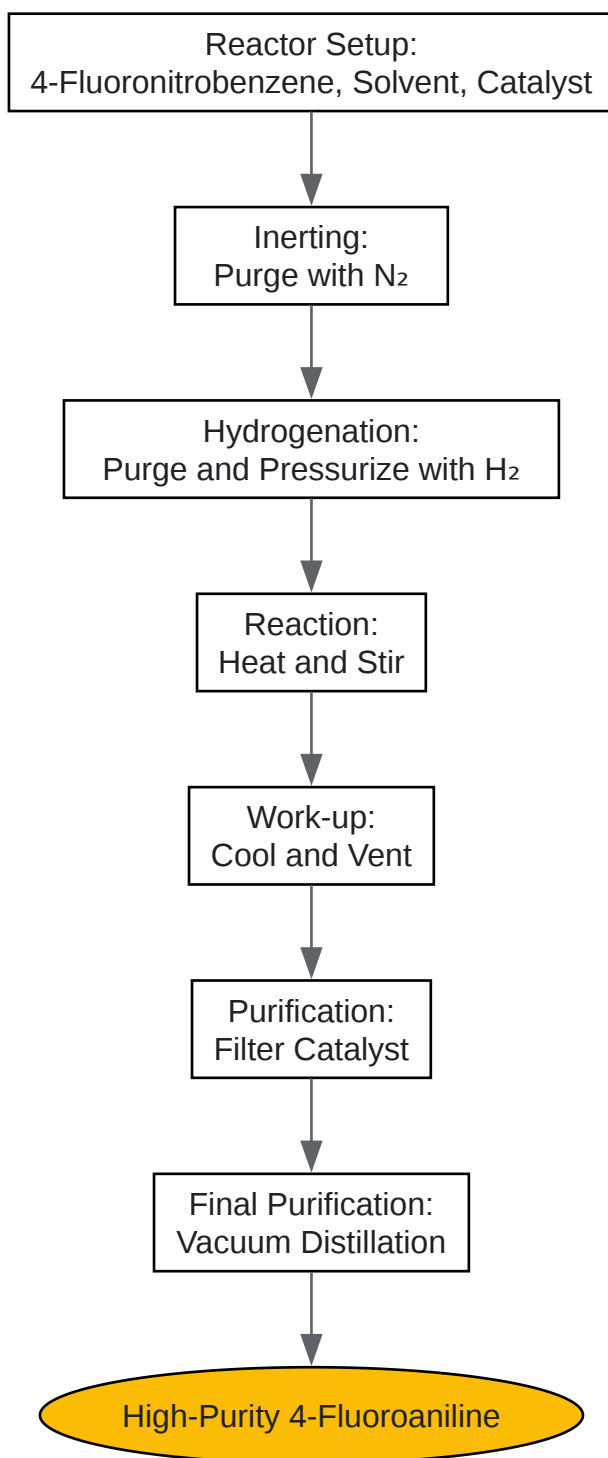 Reactor Setup:
4-Fluoronitrobenzene, Solvent, Catalyst
Inerting:
Purge with N₂
Hydrogenation:
Purge and Pressurize with H₂
Reaction:
Heat and Stir
Work-up:
Cool and Vent
Purification:
Filter Catalyst
Final Purification:
Vacuum Distillation
High-Purity 4-Fluoroaniline